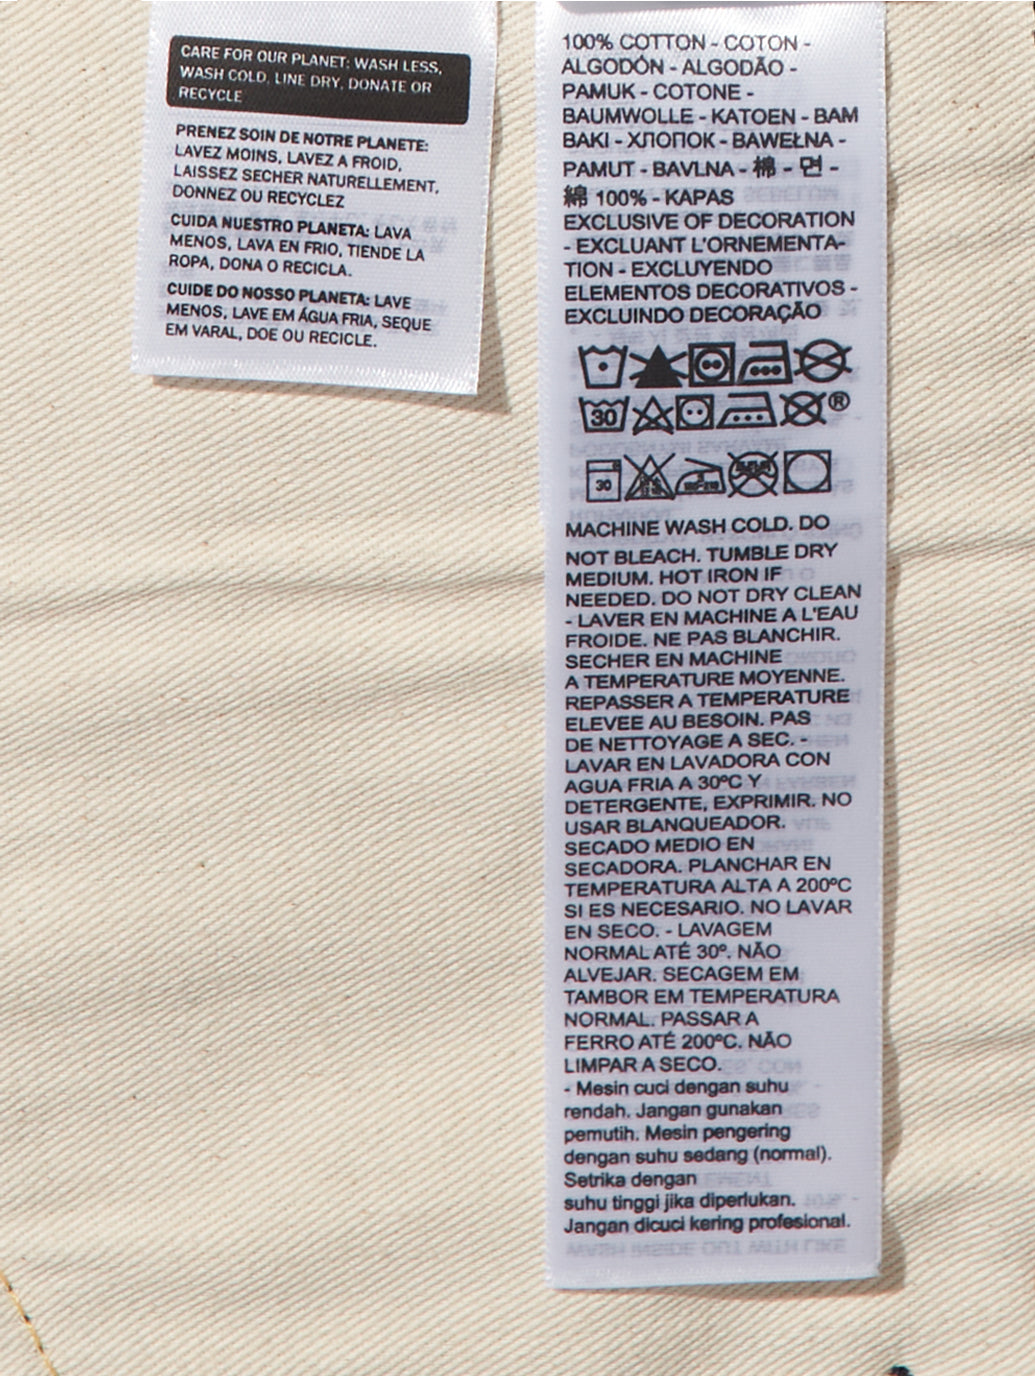 CARE FOR OUR PLANET: WASH LESS,
WASH COLD, LINE DRY, DONATE OR
RECYCLE
PRENEZ SOIN DE NOTRE PLANETE:
LAVEZ MOINS, LAVEZ A FROID,
LAISSEZ SECHER NATURELLEMENT,
DONNEZ OU RECYCLEZ
CUIDA NUESTRO PLANETA: LAVA
MENOS, LAVA EN FRIO, TIENDE LA
ROPA, DONA O RECICLA.
CUIDE DO NOSSO PLANETA: LAVE
MENOS, LAVE EM ÁGUA FRIA, SEQUE
EM VARAL, DOE OU RECICLE.
100% COTTON - COTON -
ALGODÓN - ALGODÃO -
PAMUK - COTONE -
BAUMWOLLE - KATOEN - BAM
BAKI - ХЛОПОК - BAWEŁNA -
PAMUT - BAVLNA - 棉 - 면 -
綿 100% - KAPAS
EXCLUSIVE OF DECORATION
- EXCLUANT L'ORNEMENTA-
TION - EXCLUYENDO
ELEMENTOS DECORATIVOS -
EXCLUINDO DECORAÇÃO
30 ®
30
MACHINE WASH COLD. DO
NOT BLEACH. TUMBLE DRY
MEDIUM. HOT IRON IF
NEEDED. DO NOT DRY CLEAN
- LAVER EN MACHINE A L'EAU
FROIDE. NE PAS BLANCHIR.
SECHER EN MACHINE
A TEMPERATURE MOYENNE.
REPASSER A TEMPERATURE
ELEVEE AU BESOIN. PAS
DE NETTOYAGE A SEC. -
LAVAR EN LAVADORA CON
AGUA FRIA A 30ºC Y
DETERGENTE, EXPRIMIR. NO
USAR BLANQUEADOR.
SECADO MEDIO EN
SECADORA. PLANCHAR EN
TEMPERATURA ALTA A 200ºC
SI ES NECESARIO. NO LAVAR
EN SECO. - LAVAGEM
NORMAL ATÉ 30º. NÃO
ALVEJAR. SECAGEM EM
TAMBOR EM TEMPERATURA
NORMAL. PASSAR A
FERRO ATÉ 200ºC. NÃO
LIMPAR A SECO.
- Mesin cuci dengan suhu
rendah. Jangan gunakan
pemutih. Mesin pengering
dengan suhu sedang (normal).
Setrika dengan
suhu tinggi jika diperlukan.
Jangan dicuci kering profesional.